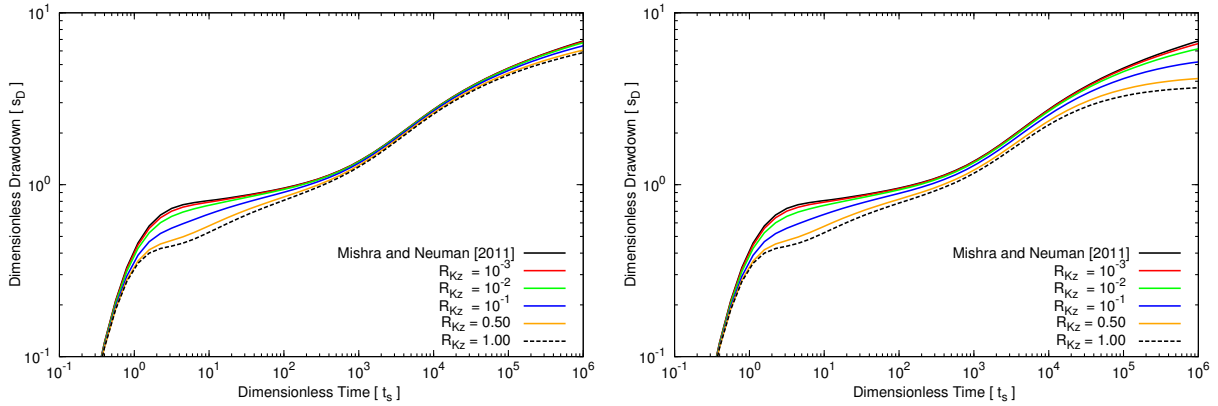 10^1
10^0
10^-1
Dimensionless Drawdown [ s_D ]
Mishra and Neuman [2011]
R_Kz = 10^-3
R_Kz = 10^-2
R_Kz = 10^-1
R_Kz = 0.50
R_Kz = 1.00
10^-1 10^0 10^1 10^2 10^3 10^4 10^5 10^6
Dimensionless Time [ t_s ]
10^1
10^0
10^-1
Dimensionless Drawdown [ s_D ]
Mishra and Neuman [2011]
R_Kz = 10^-3
R_Kz = 10^-2
R_Kz = 10^-1
R_Kz = 0.50
R_Kz = 1.00
10^-1 10^0 10^1 10^2 10^3 10^4 10^5 10^6
Dimensionless Time [ t_s ]